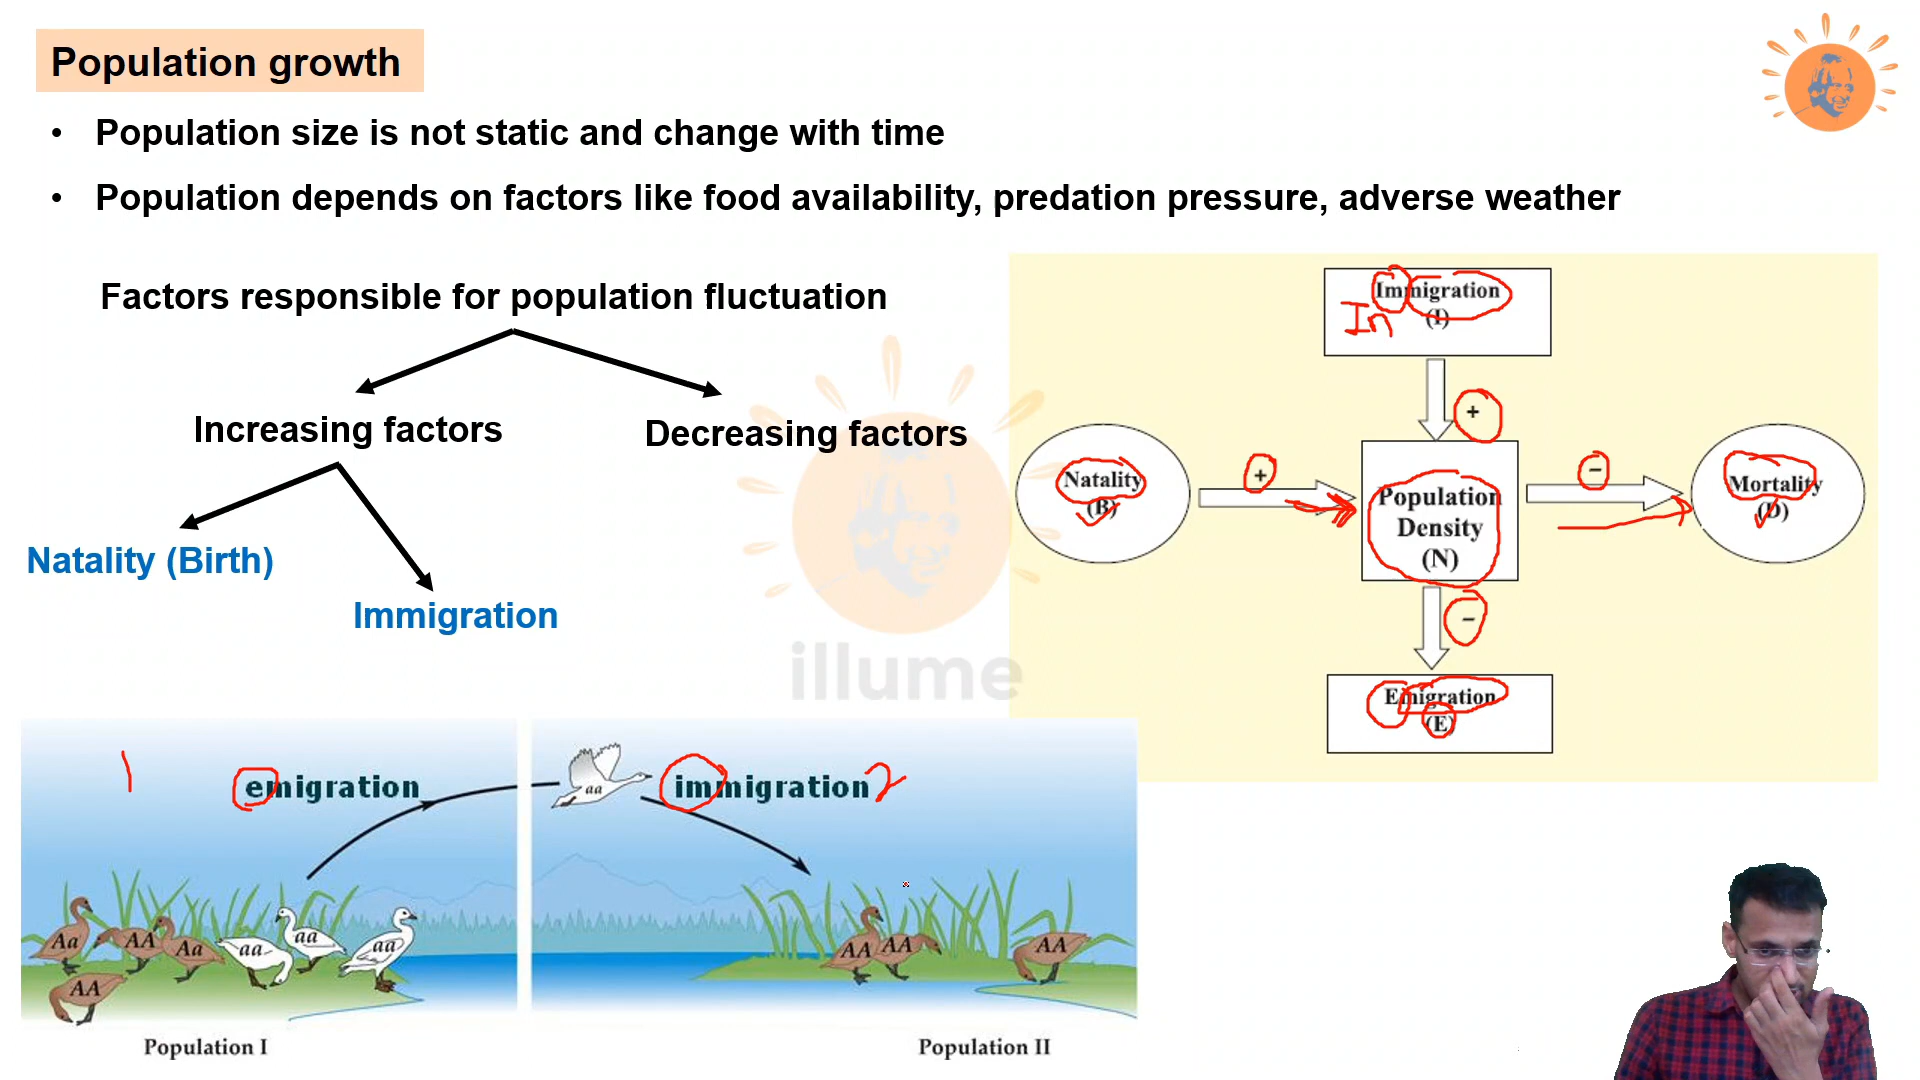 Population growth
• Population size is not static and change with time
• Population depends on factors like food availability, predation pressure, adverse weather
Factors responsible for population fluctuation
Increasing factors
Decreasing factors
Natality (Birth)
Immigration
illume
Immigration
(I)
In
+
Natality
(B)
+
Population
Density
(N)
−
Mortality
(D)
−
Emigration
(E)
1
emigration
aa
immigration
2
Aa
AA
Aa
aa
aa
aa
AA
AA
AA
AA
Population I
Population II